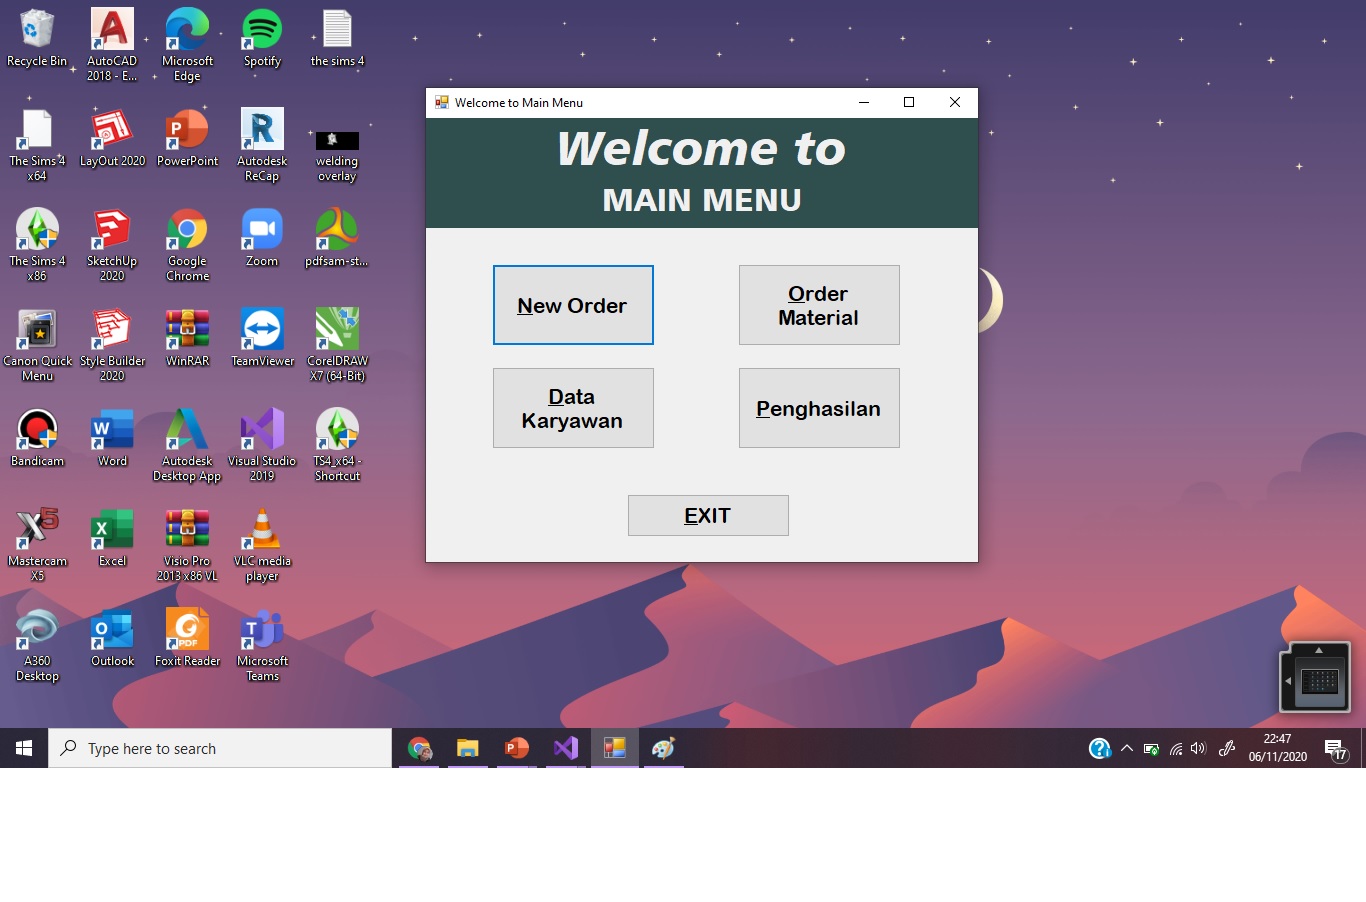 Recycle Bin
AutoCAD
2018 - E...
Microsoft
Edge
Spotify
the sims 4
The Sims 4
x64
LayOut 2020
PowerPoint
Autodesk
ReCap
welding
overlay
The Sims 4
x86
SketchUp
2020
Google
Chrome
Zoom
pdfsam-st...
Canon Quick
Menu
Style Builder
2020
WinRAR
TeamViewer
CorelDRAW
X7 (64-Bit)
Bandicam
Word
Autodesk
Desktop App
Visual Studio
2019
TS4_x64 -
Shortcut
Mastercam
X5
Excel
Visio Pro
2013 x86 VL
VLC media
player
A360
Desktop
Outlook
Foxit Reader
Microsoft
Teams
Welcome to Main Menu
Welcome to
MAIN MENU
New Order
Order
Material
Data
Karyawan
Penghasilan
EXIT
Type here to search
22:47
06/11/2020
17